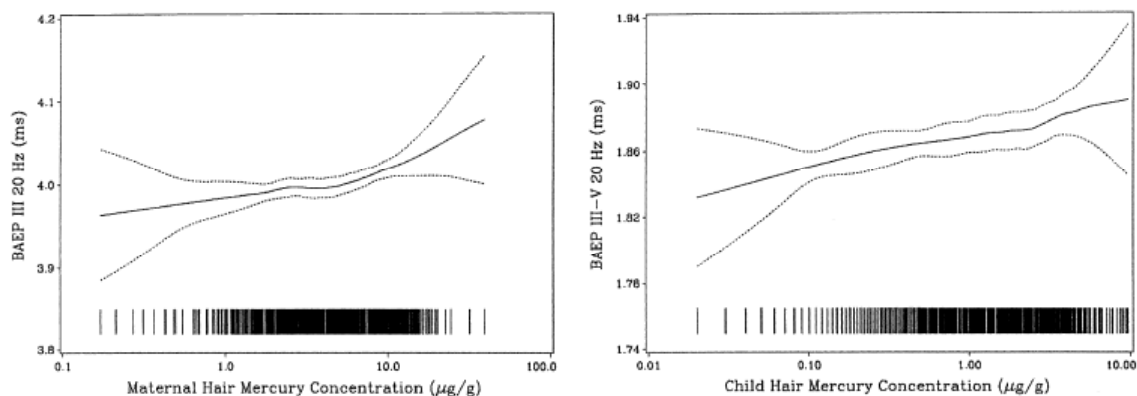 4.2
4.1
4.0
3.9
3.8
BAEP III 20 Hz (ms)
0.1 1.0 10.0 100.0
Maternal Hair Mercury Concentration (μg/g)
1.94
1.90
1.86
1.82
1.78
1.74
BAEP III-V 20 Hz (ms)
0.01 0.10 1.00 10.00
Child Hair Mercury Concentration (μg/g)